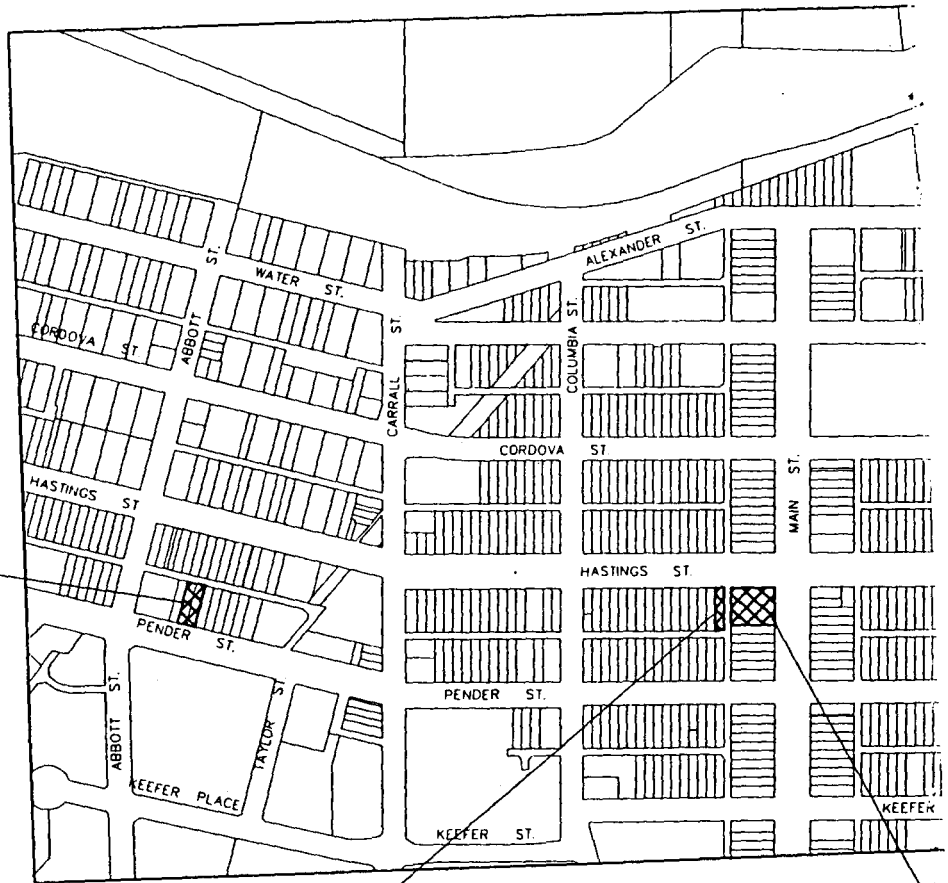 ALEXANDER ST.
WATER ST.
ABBOTT ST.
CORDOVA ST
CARRALL ST.
COLUMBIA ST.
CORDOVA ST
MAIN ST.
HASTINGS ST
HASTINGS ST.
PENDER ST.
PENDER ST.
ABBOTT ST.
TAYLOR ST.
KEEFER PLACE
KEEFER ST.
KEEFER